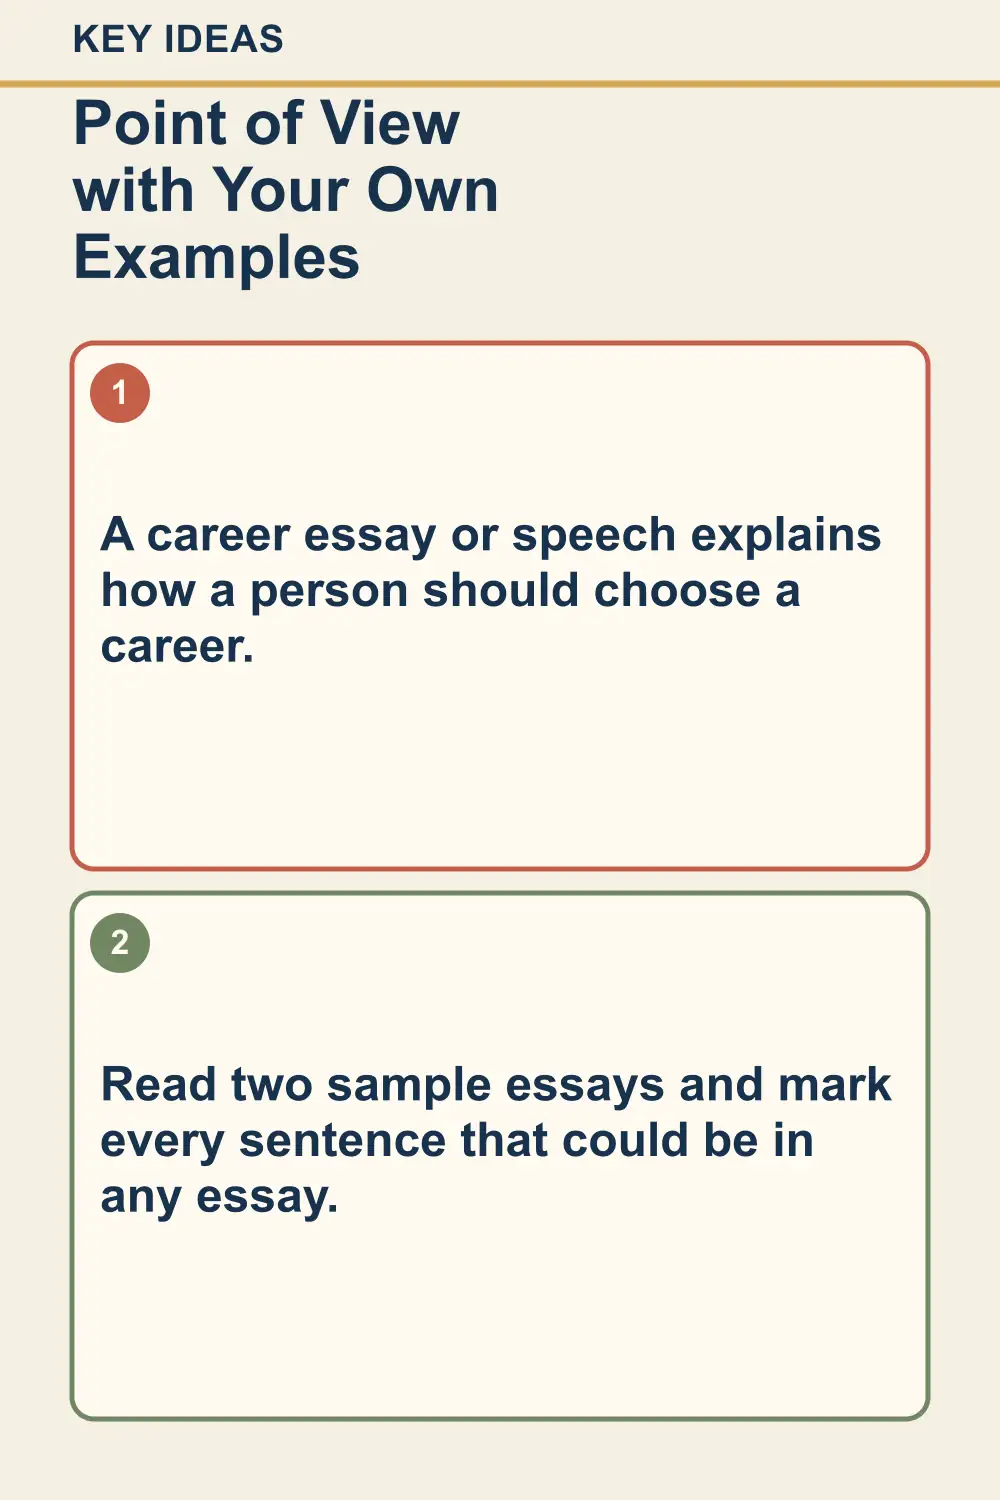 KEY IDEAS
Point of View
with Your Own
Examples
1
A career essay or speech explains
how a person should choose a
career.
2
Read two sample essays and mark
every sentence that could be in
any essay.